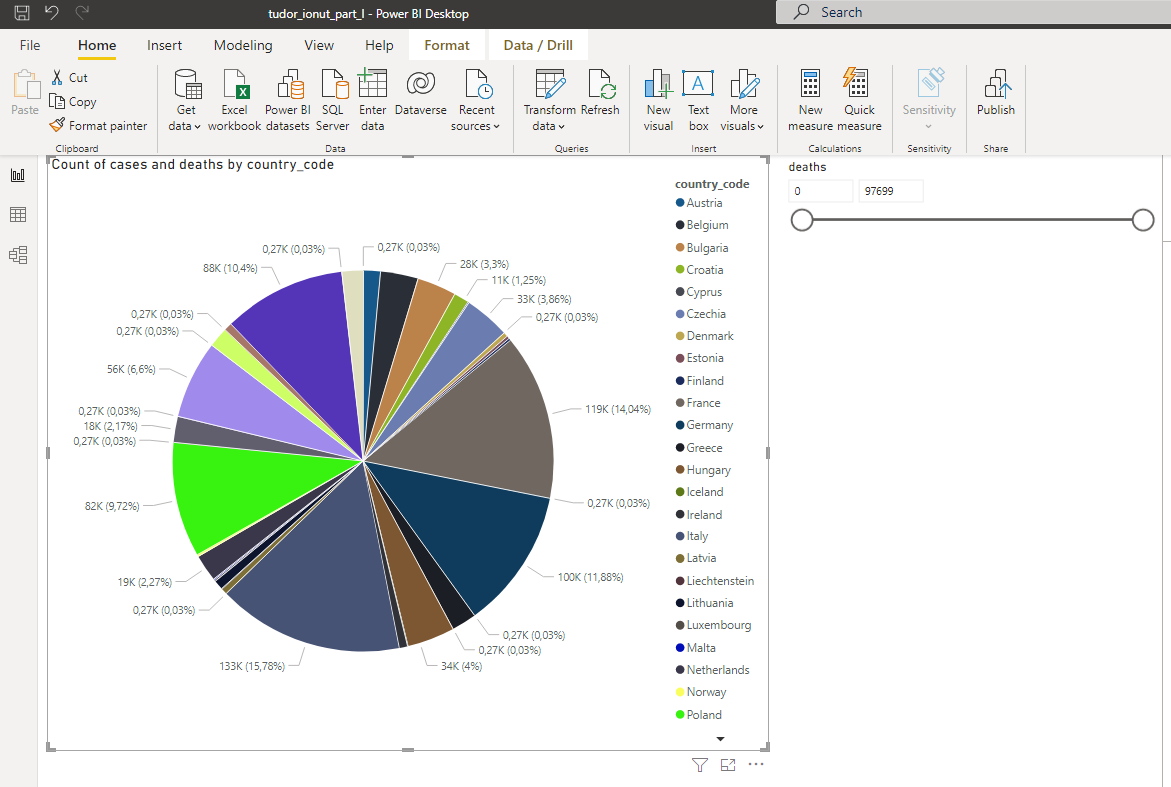 tudor_ionut_part_I - Power BI Desktop
Search
File Home Insert Modeling View Help Format Data / Drill
Paste
Cut
Copy
Format painter
Clipboard
Get data
Excel workbook
Power BI datasets
SQL Server
Enter data
Dataverse
Recent sources
Data
Transform data
Refresh
Queries
New visual
Text box
More visuals
Insert
New measure
Quick measure
Calculations
Sensitivity
Sensitivity
Publish
Share
Count of cases and deaths by country_code
0,27K (0,03%)
0,27K (0,03%)
88K (10,4%)
28K (3,3%)
11K (1,25%)
33K (3,86%)
0,27K (0,03%)
0,27K (0,03%)
0,27K (0,03%)
56K (6,6%)
119K (14,04%)
0,27K (0,03%)
18K (2,17%)
0,27K (0,03%)
82K (9,72%)
0,27K (0,03%)
100K (11,88%)
19K (2,27%)
0,27K (0,03%)
0,27K (0,03%)
0,27K (0,03%)
133K (15,78%)
34K (4%)
country_code
Austria
Belgium
Bulgaria
Croatia
Cyprus
Czechia
Denmark
Estonia
Finland
France
Germany
Greece
Hungary
Iceland
Ireland
Italy
Latvia
Liechtenstein
Lithuania
Luxembourg
Malta
Netherlands
Norway
Poland
deaths
0 97699